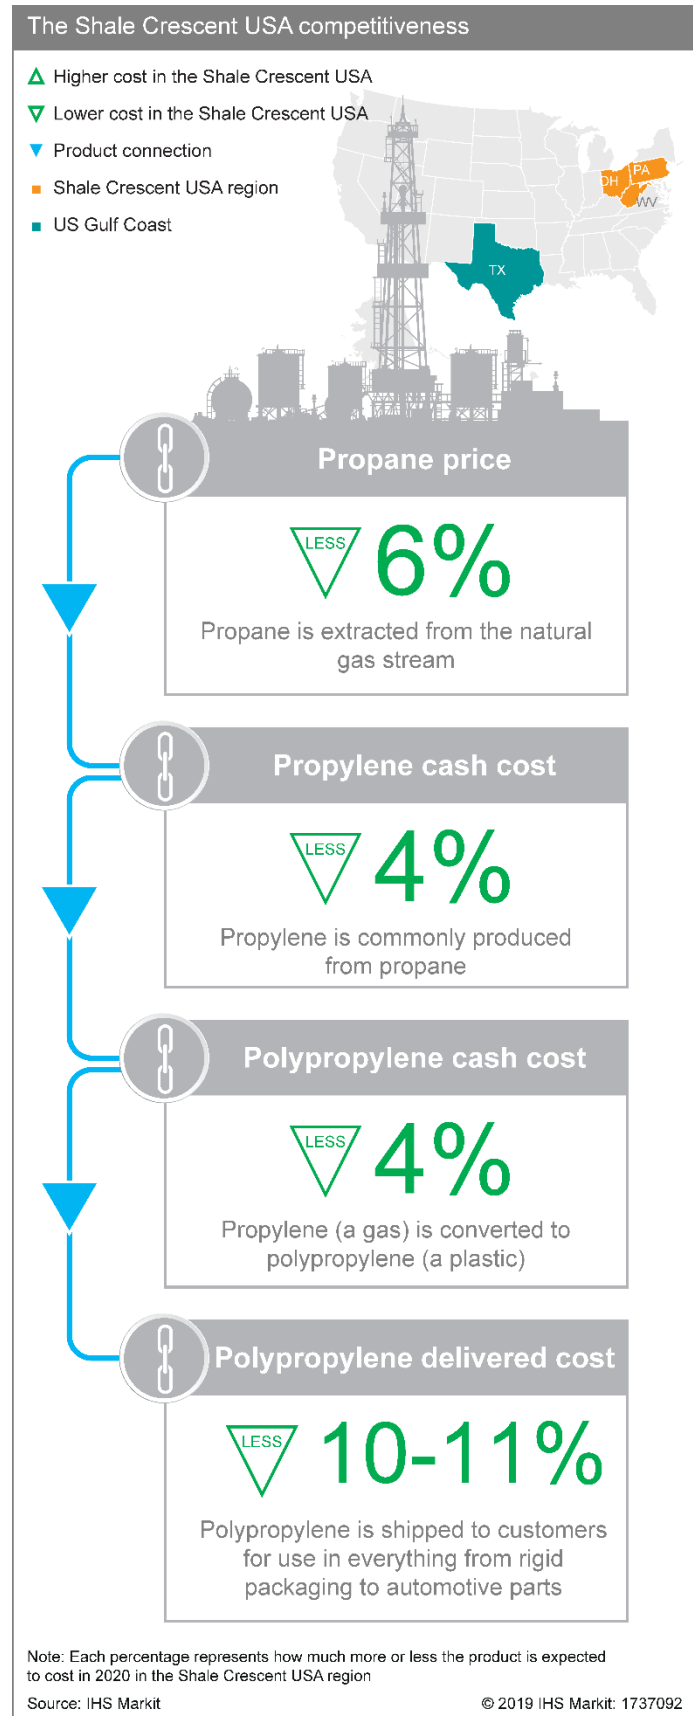 The Shale Crescent USA competitiveness
Higher cost in the Shale Crescent USA
Lower cost in the Shale Crescent USA
Product connection
Shale Crescent USA region
US Gulf Coast
OH
PA
WV
TX
Propane price
LESS
6%
Propane is extracted from the natural
gas stream
Propylene cash cost
LESS
4%
Propylene is commonly produced
from propane
Polypropylene cash cost
LESS
4%
Propylene (a gas) is converted to
polypropylene (a plastic)
Polypropylene delivered cost
LESS
10-11%
Polypropylene is shipped to customers
for use in everything from rigid
packaging to automotive parts
Note: Each percentage represents how much more or less the product is expected
to cost in 2020 in the Shale Crescent USA region
Source: IHS Markit
© 2019 IHS Markit: 1737092